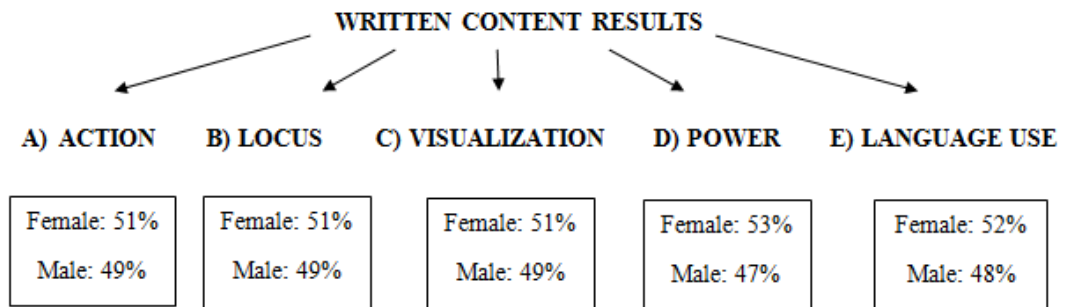 WRITTEN CONTENT RESULTS
A) ACTION
B) LOCUS
C) VISUALIZATION
D) POWER
E) LANGUAGE USE
Female: 51%
Male: 49%
Female: 51%
Male: 49%
Female: 51%
Male: 49%
Female: 53%
Male: 47%
Female: 52%
Male: 48%